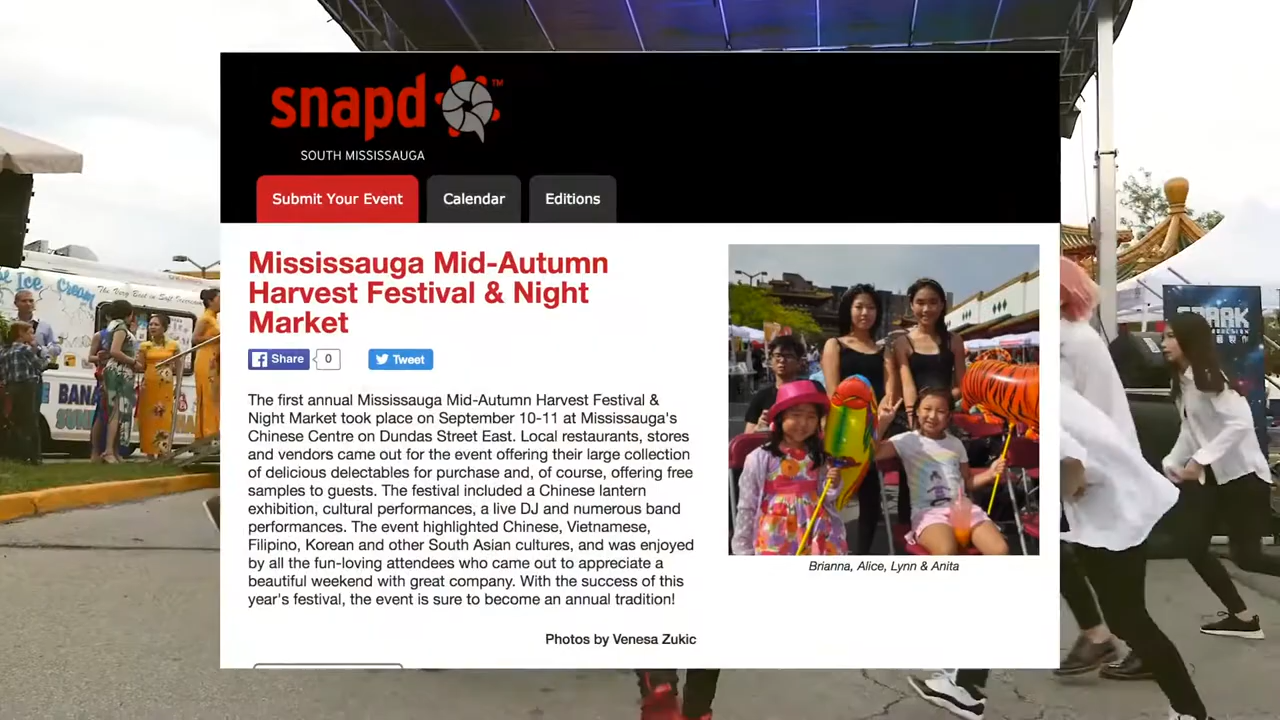 snapd™
SOUTH MISSISSAUGA
Submit Your Event
Calendar
Editions
Mississauga Mid-Autumn
Harvest Festival & Night
Market
Share
0
Tweet
The first annual Mississauga Mid-Autumn Harvest Festival &
Night Market took place on September 10-11 at Mississauga's
Chinese Centre on Dundas Street East. Local restaurants, stores
and vendors came out for the event offering their large collection
of delicious delectables for purchase and, of course, offering free
samples to guests. The festival included a Chinese lantern
exhibition, cultural performances, a live DJ and numerous band
performances. The event highlighted Chinese, Vietnamese,
Filipino, Korean and other South Asian cultures, and was enjoyed
by all the fun-loving attendees who came out to appreciate a
beautiful weekend with great company. With the success of this
year's festival, the event is sure to become an annual tradition!
Photos by Venesa Zukic
Brianna, Alice, Lynn & Anita
Ice Cream
The Very Best in Soft
BANA